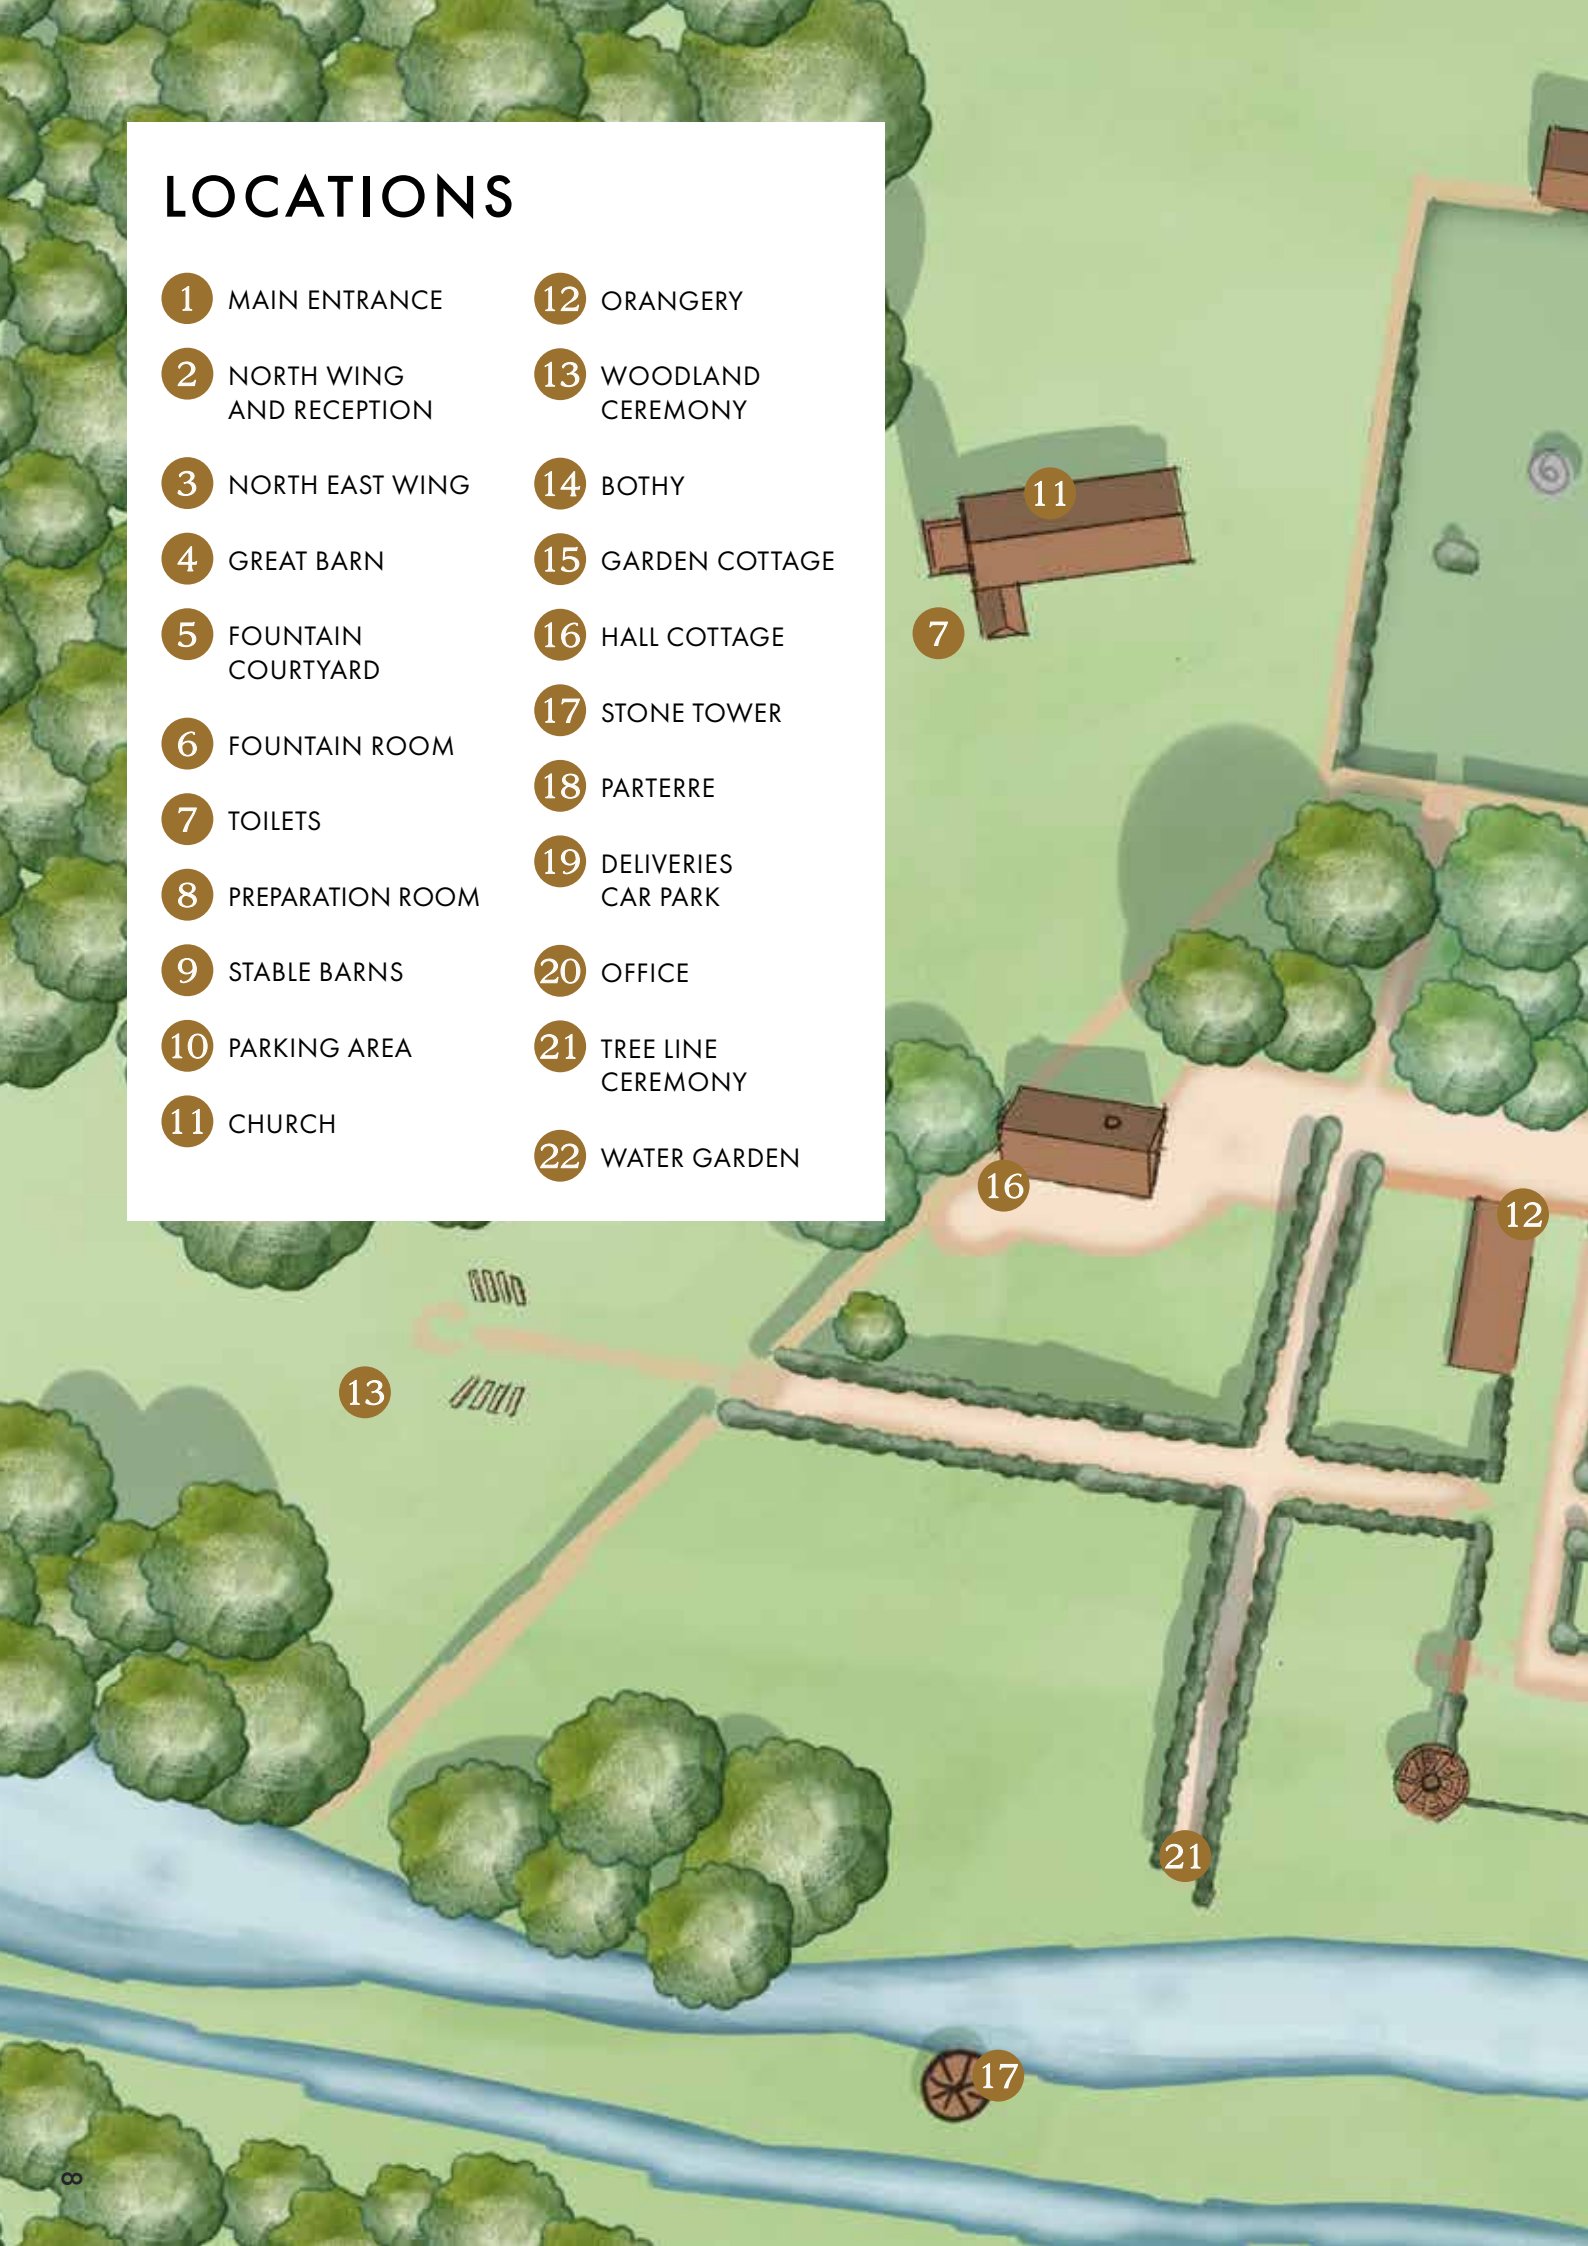 LOCATIONS
1 MAIN ENTRANCE
2 NORTH WING
AND RECEPTION
3 NORTH EAST WING
4 GREAT BARN
5 FOUNTAIN
COURTYARD
6 FOUNTAIN ROOM
7 TOILETS
8 PREPARATION ROOM
9 STABLE BARNS
10 PARKING AREA
11 CHURCH
12 ORANGERY
13 WOODLAND
CEREMONY
14 BOTHY
15 GARDEN COTTAGE
16 HALL COTTAGE
17 STONE TOWER
18 PARTERRE
19 DELIVERIES
CAR PARK
20 OFFICE
21 TREE LINE
CEREMONY
22 WATER GARDEN
11
7
16
12
13
21
17
8